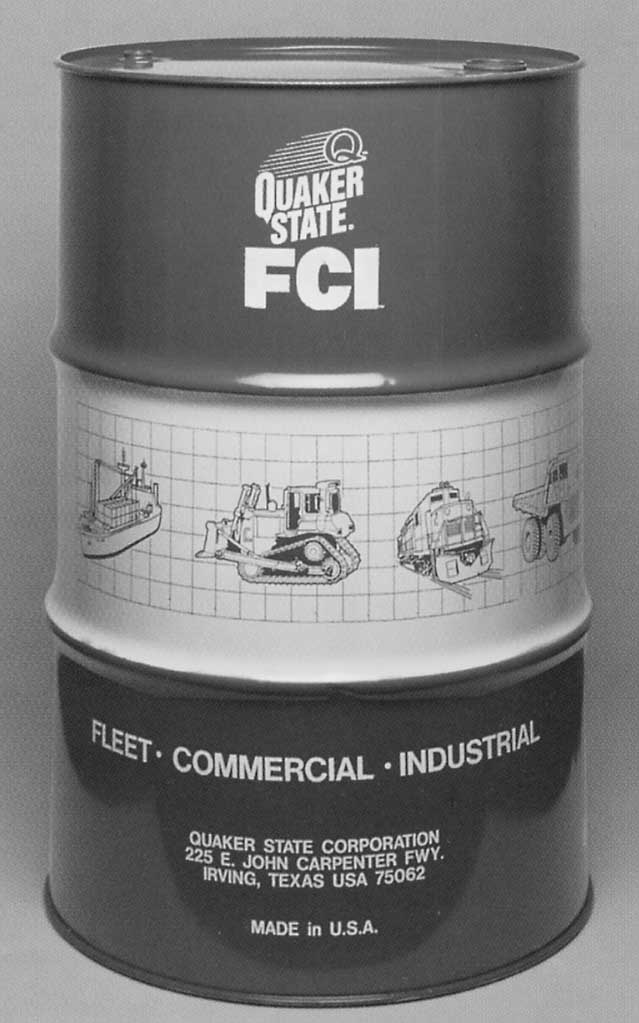 Q
QUAKER
STATE.
FCI
FLEET · COMMERCIAL · INDUSTRIAL
QUAKER STATE CORPORATION
225 E. JOHN CARPENTER FWY.
IRVING, TEXAS USA 75062
MADE in U.S.A.